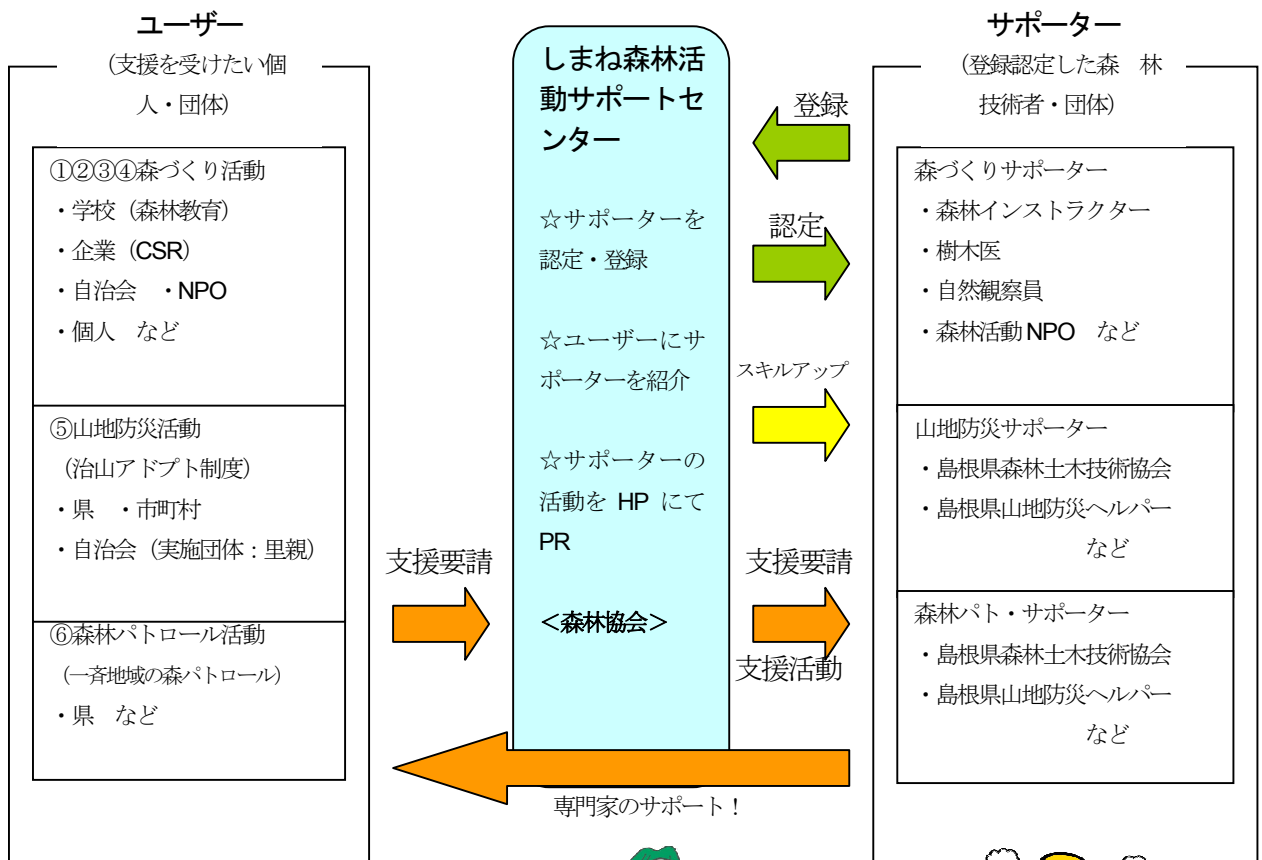 ユーザー
(支援を受けたい個
人・団体)
①②③④森づくり活動
・学校（森林教育）
・企業（CSR）
・自治会　・NPO
・個人　など
⑤山地防災活動
（治山アドプト制度）
・県　・市町村
・自治会（実施団体：里親）
⑥森林パトロール活動
（一斉地域の森パトロール）
・県　など
支援要請
しまね森林活
動サポートセ
ンター
☆サポーターを
認定・登録
☆ユーザーにサ
ポーターを紹介
☆サポーターの
活動を HP にて
PR
＜森林協会＞
登録
認定
スキルアップ
支援要請
支援活動
専門家のサポート！
サポーター
(登録認定した森　林
技術者・団体)
森づくりサポーター
・森林インストラクター
・樹木医
・自然観察員
・森林活動 NPO　など
山地防災サポーター
・島根県森林土木技術協会
・島根県山地防災ヘルパー
など
森林パト・サポーター
・島根県森林土木技術協会
・島根県山地防災ヘルパー
など